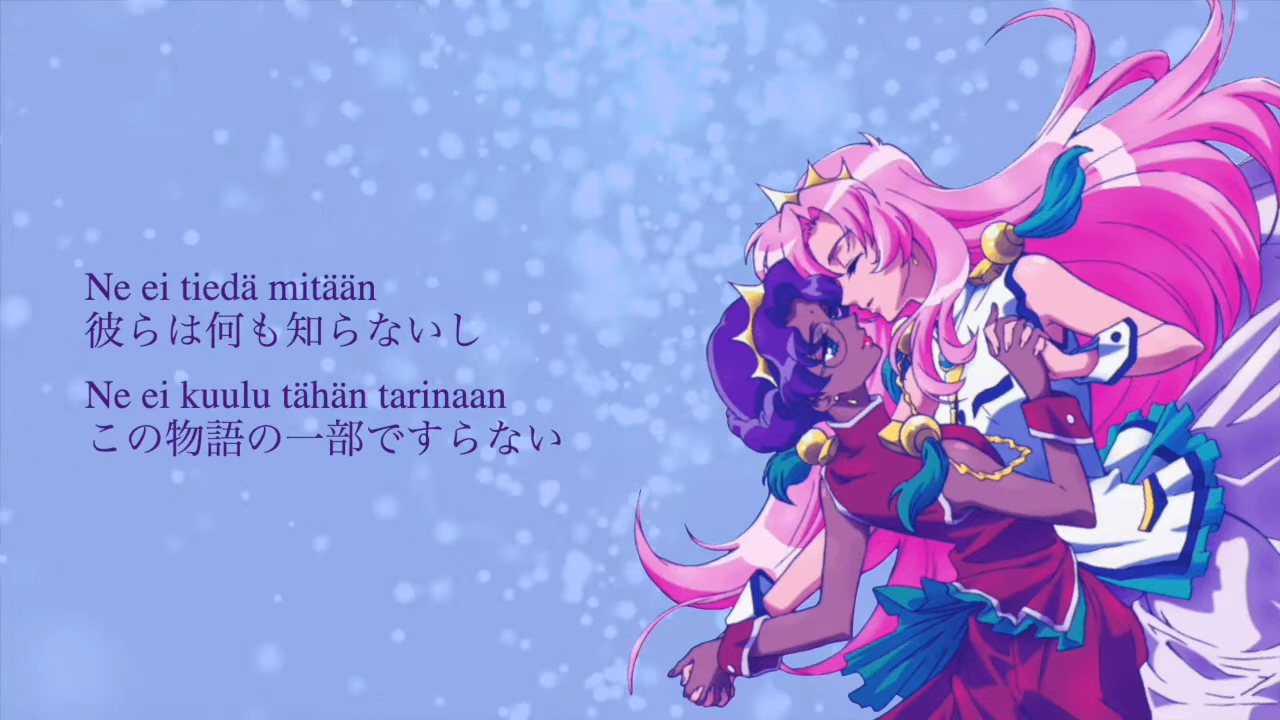 Ne ei tiedä mitään
彼らは何も知らないし
Ne ei kuulu tähän tarinaan
この物語の一部ですらない